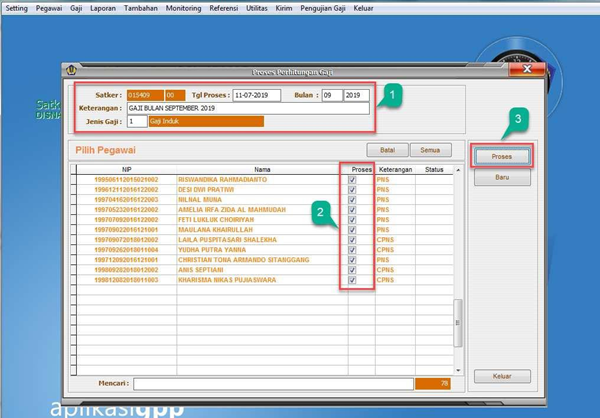 Setting Pegawai Gaji Laporan Tambahan Monitoring Referensi Utilitas Kirim Pengujian Gaji Keluar
Proses Perhitungan Gaji
Satker : 015409 00 Tgl Proses : 11-07-2019 Bulan : 09 2019
Keterangan : GAJI BULAN SEPTEMBER 2019
Jenis Gaji : 1 Gaji Induk
1
3
Satk
DISNA
Pilih Pegawai Batal Semua
Proses
Baru
NIP Nama Proses Keterangan Status
199506112015021002 RISWANDIKA RAHMADIANTO PNS
199612112016122002 DESI DWI PRATIWI PNS
199704162016122003 NILNAL MUNA PNS
199705232016122002 AMELIA IRFA ZIDA AL MAHMUDAH PNS
199707092016122002 FETI LUKLUK CHOIRIYAH PNS
199709022016121001 MAULANA KHAIRULLAH PNS
2
199709072018012002 LAILA PUSPITASARI SHALEKHA CPNS
199709262018011004 YUDHA PUTRA YANNA CPNS
199712092016121001 CHRISTIAN TONA ARMANDO SITANGGANG PNS
199809282018012002 ANIS SEPTIANI CPNS
199812082018011003 KHARISMA NIKAS PUJIASWARA CPNS
Keluar
Mencari : 78
aplikasigpp